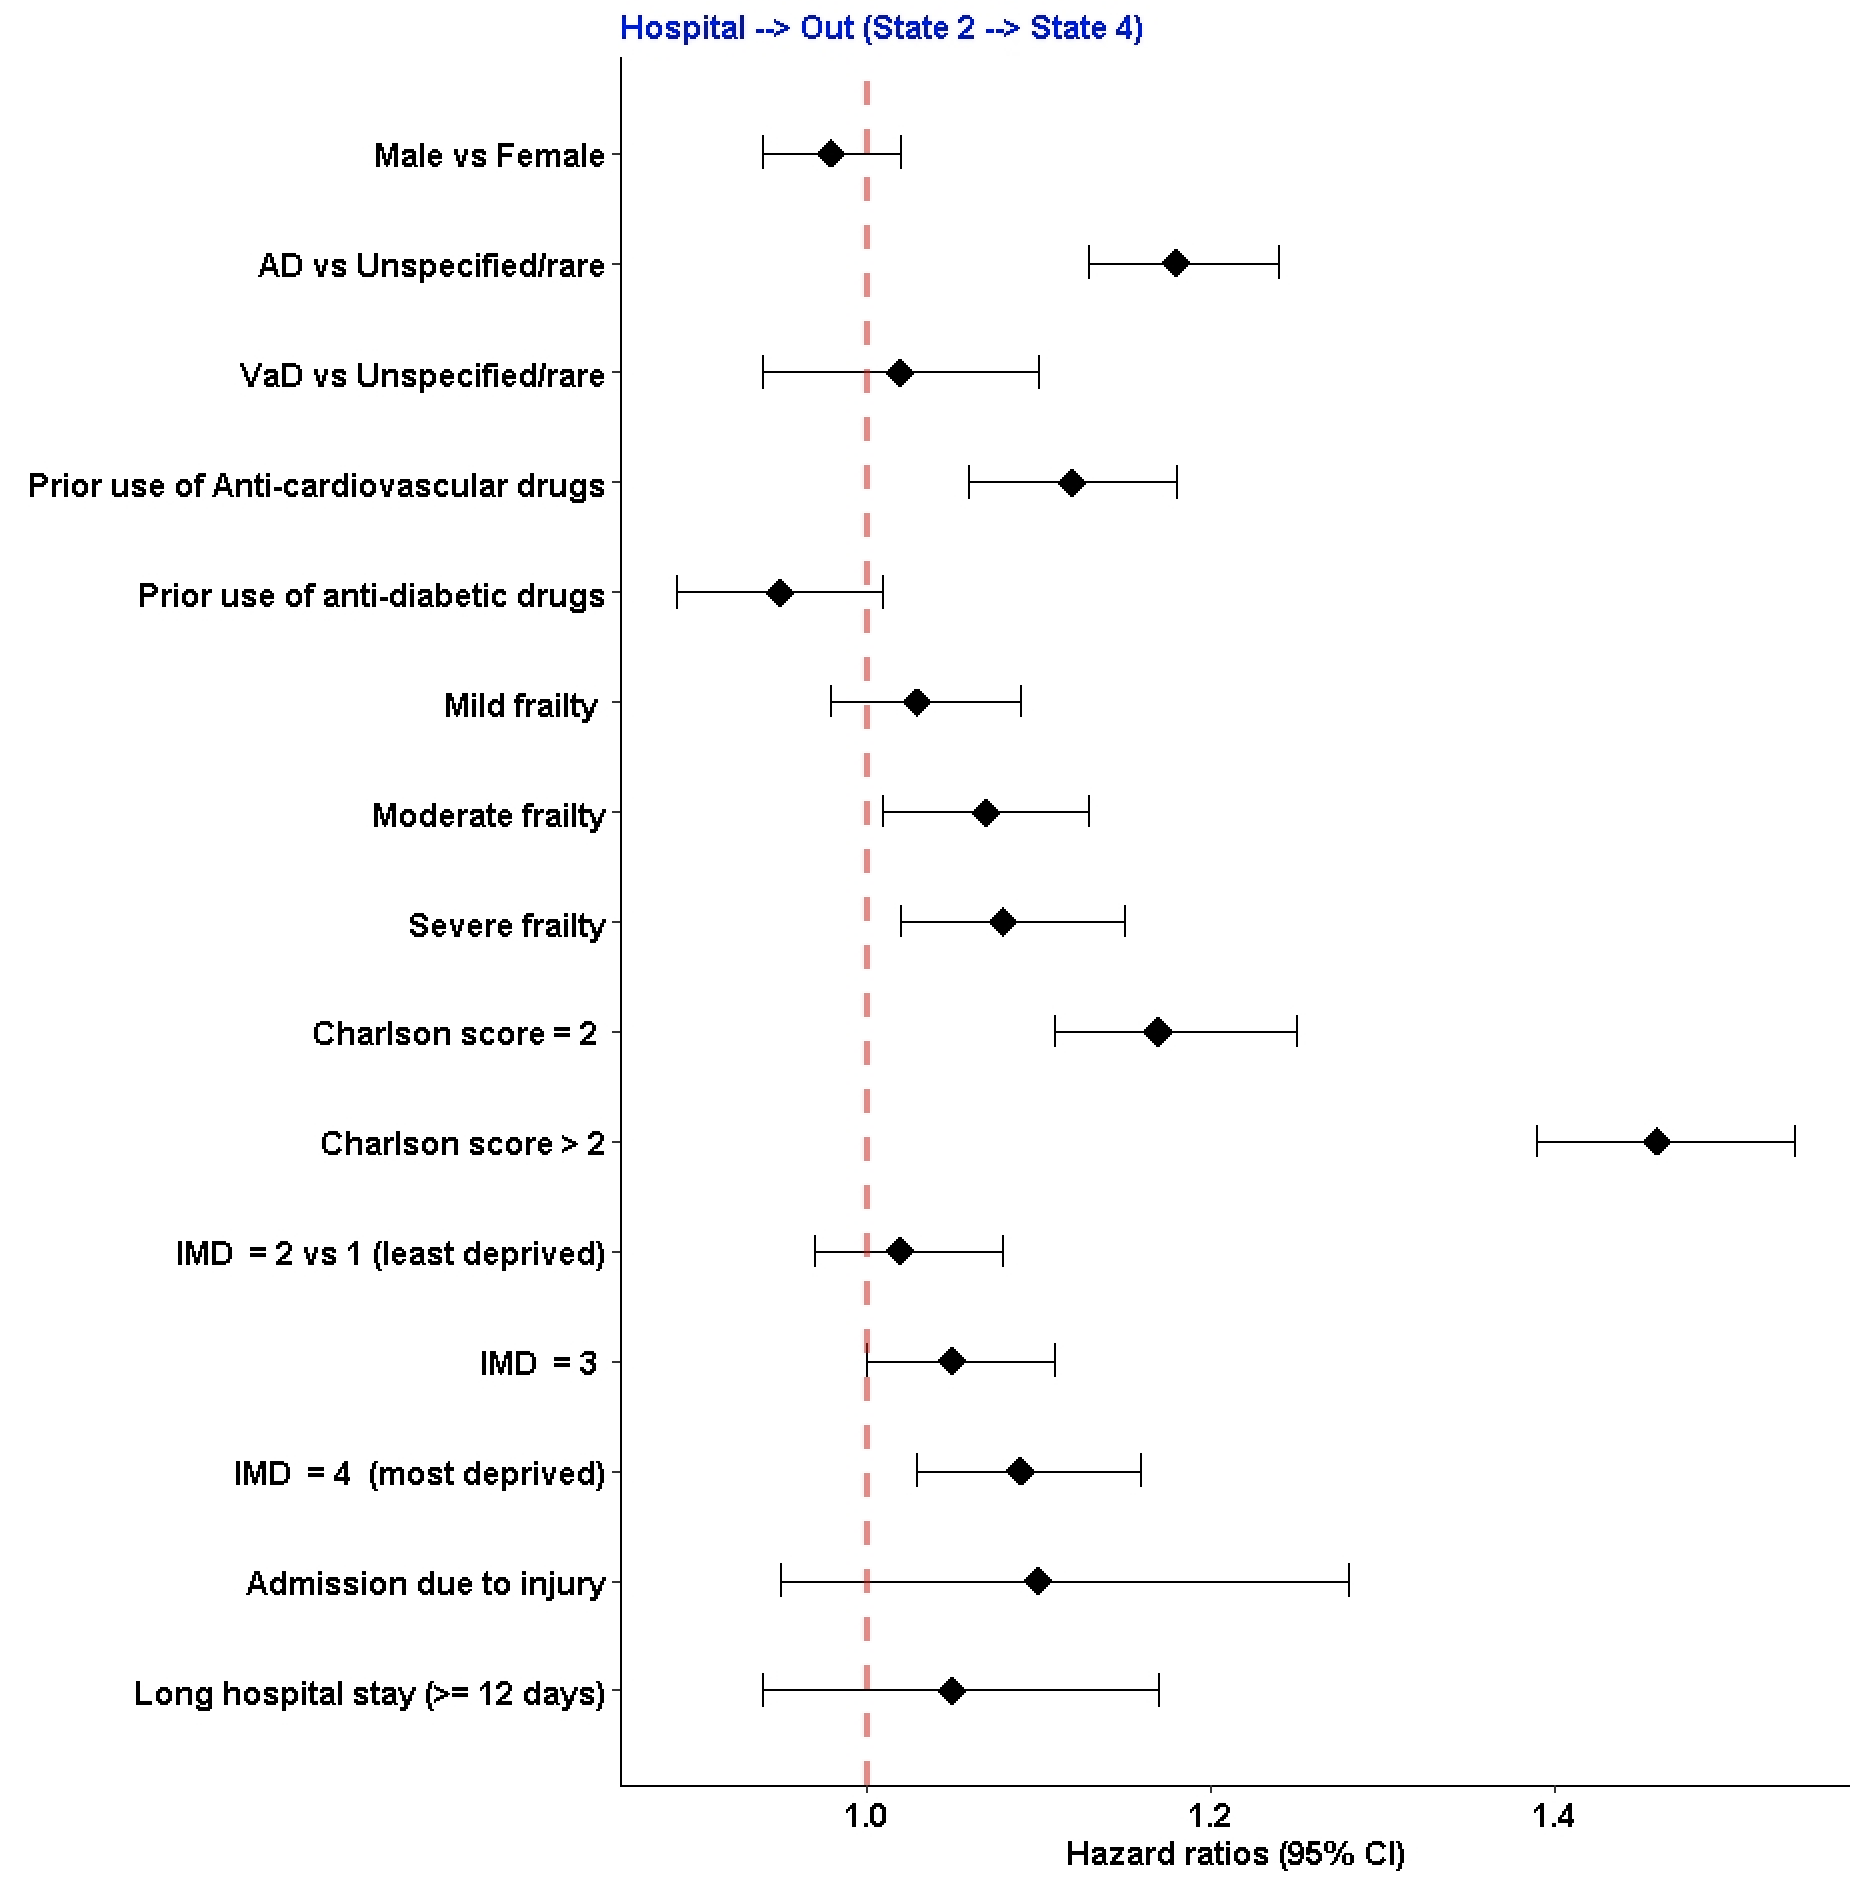 Hospital --> Out (State 2 --> State 4)
Male vs Female
AD vs Unspecified/rare
VaD vs Unspecified/rare
Prior use of Anti-cardiovascular drugs
Prior use of anti-diabetic drugs
Mild frailty
Moderate frailty
Severe frailty
Charlson score = 2
Charlson score > 2
IMD  = 2 vs 1 (least deprived)
IMD  = 3
IMD  = 4  (most deprived)
Admission due to injury
Long hospital stay (>= 12 days)
1.0 1.2 1.4
Hazard ratios (95% CI)